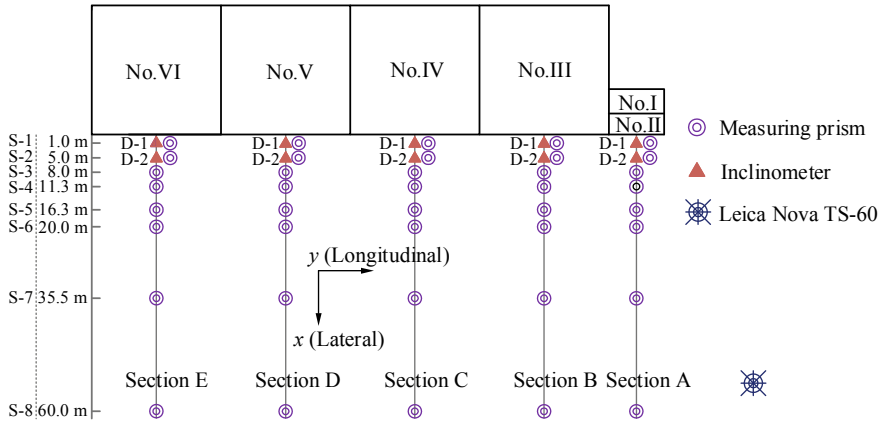 No.VI No.V No.IV No.III
No.I
No.II
S-1 1.0 m D-1 D-1 D-1 D-1 D-1
S-2 5.0 m D-2 D-2 D-2 D-2 D-2
S-3 8.0 m
S-4 11.3 m
S-5 16.3 m
S-6 20.0 m
S-7 35.5 m
S-8 60.0 m
y (Longitudinal)
x (Lateral)
Section E Section D Section C Section B Section A
Measuring prism
Inclinometer
Leica Nova TS-60